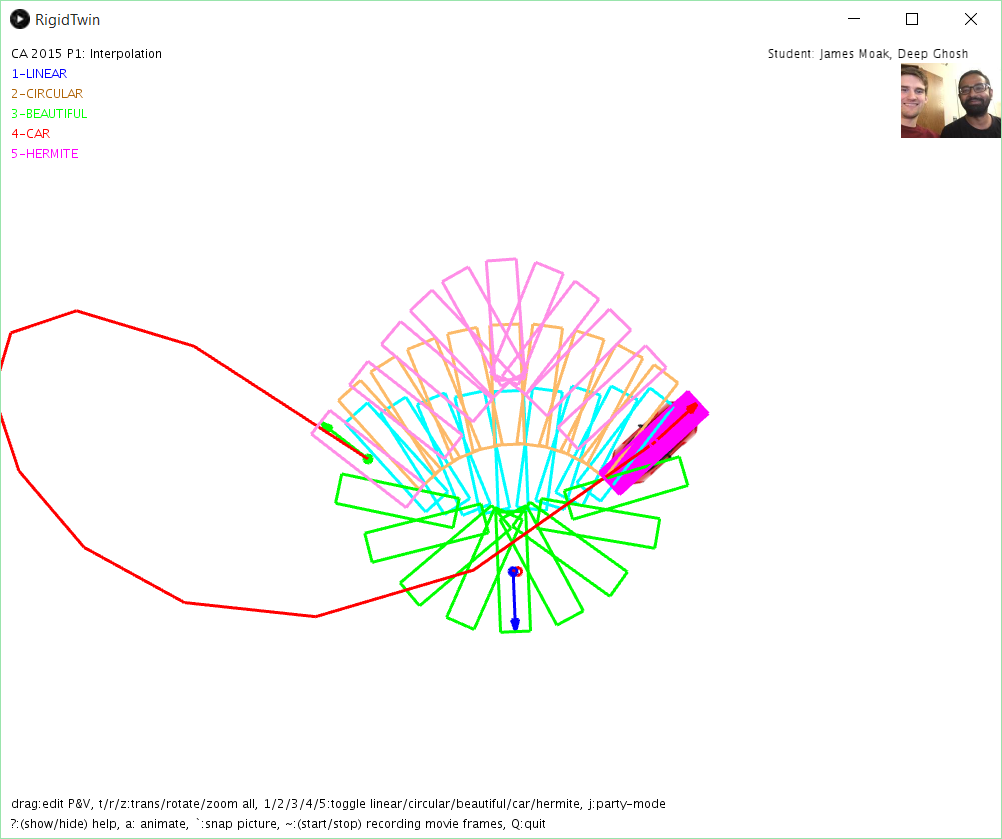 RigidTwin
CA 2015 P1: Interpolation
Student: James Moak, Deep Ghosh
1-LINEAR
2-CIRCULAR
3-BEAUTIFUL
4-CAR
5-HERMITE
drag:edit P&V, t/r/z:trans/rotate/zoom all, 1/2/3/4/5:toggle linear/circular/beautiful/car/hermite, j:party-mode
?:(show/hide) help, a: animate, `:snap picture, ~:(start/stop) recording movie frames, Q:quit